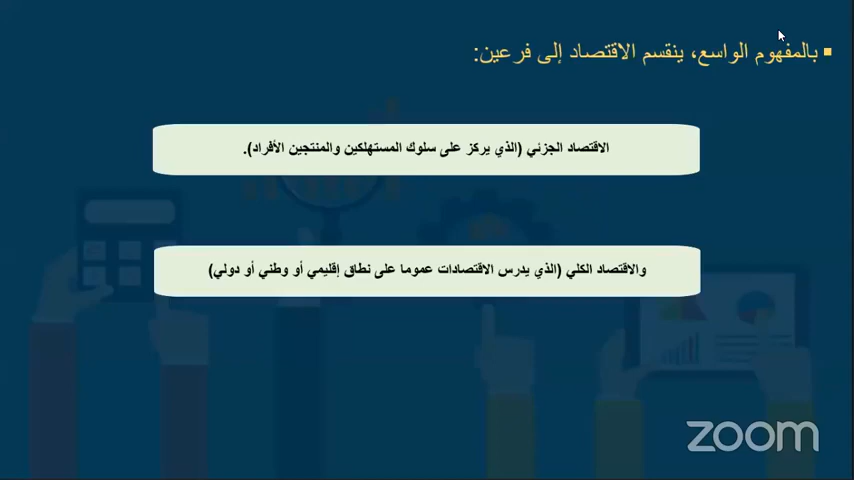 بالمفهوم الواسع، ينقسم الاقتصاد إلى فرعين:
الاقتصاد الجزئي (الذي يركز على سلوك المستهلكين والمنتجين الأفراد).
والاقتصاد الكلي (الذي يدرس الاقتصادات عموما على نطاق إقليمي أو وطني أو دولي)
zoom